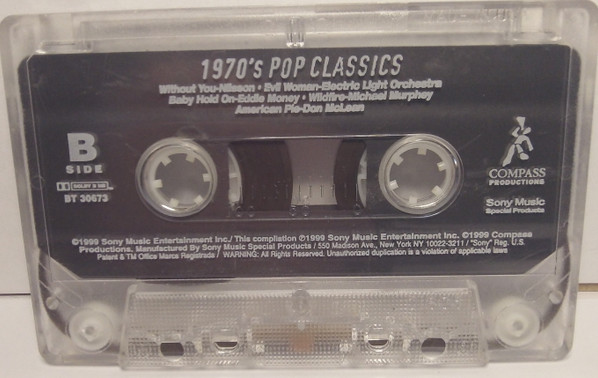 1970's POP CLASSICS
Without You-Nilsson • Evil Woman-Electric Light Orchestra
Baby Hold On-Eddie Money • Wildfire-Michael Murphey
American Pie-Don McLean
B
SIDE
DOLBY B NR
BT 30673
COMPASS
PRODUCTIONS
Sony Music
Special Products
©1999 Sony Music Entertainment Inc./ This compilation ℗1999 Sony Music Entertainment Inc. ©1999 Compass
Productions. Manufactured By Sony Music Special Products / 550 Madison Ave., New York NY 10022-3211 / "Sony" Reg. U.S.
Patent & TM Office Marca Registrada / WARNING: All Rights Reserved. Unauthorized duplication is a violation of applicable laws